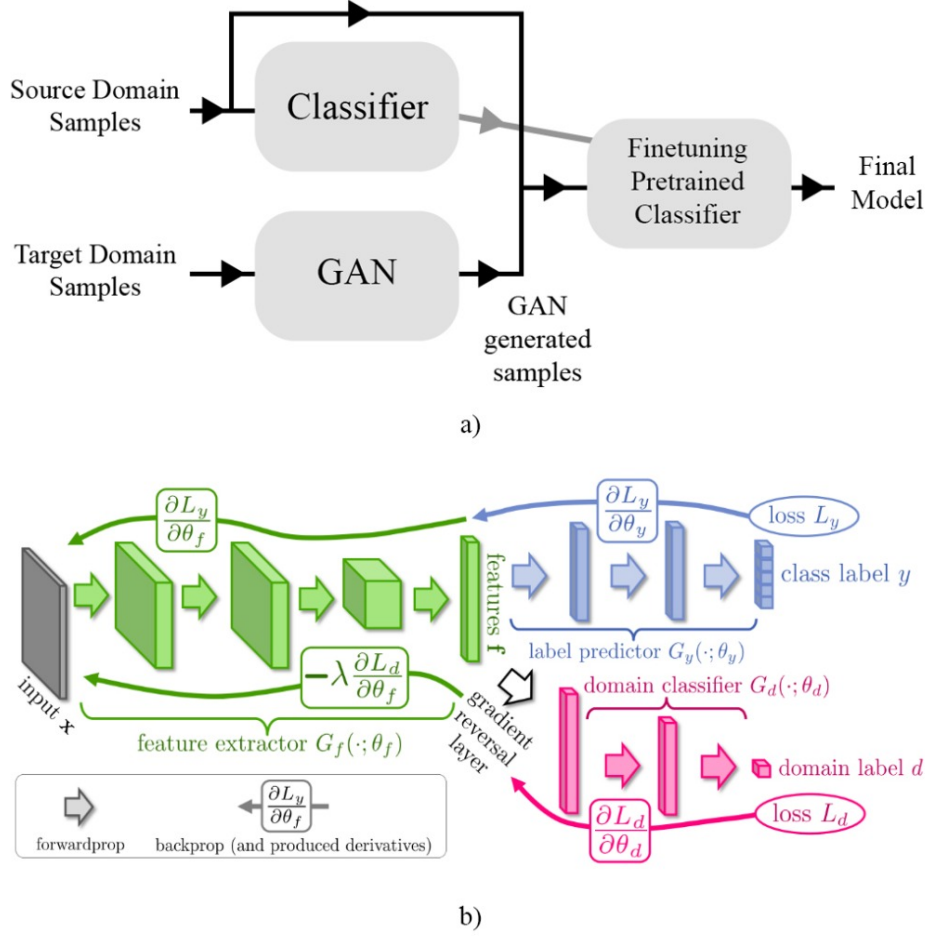 Source Domain
Samples
Classifier
Finetuning
Pretrained
Classifier
Final
Model
Target Domain
Samples
GAN
GAN
generated
samples
a)
∂L_y/∂θ_f
∂L_y/∂θ_y
loss L_y
features f
class label y
label predictor G_y(·; θ_y)
input x
−λ ∂L_d/∂θ_f
gradient
reversal
layer
domain classifier G_d(·; θ_d)
feature extractor G_f(·; θ_f)
domain label d
∂L_d/∂θ_d
loss L_d
∂L_y/∂θ_f
forwardprop
backprop (and produced derivatives)
b)